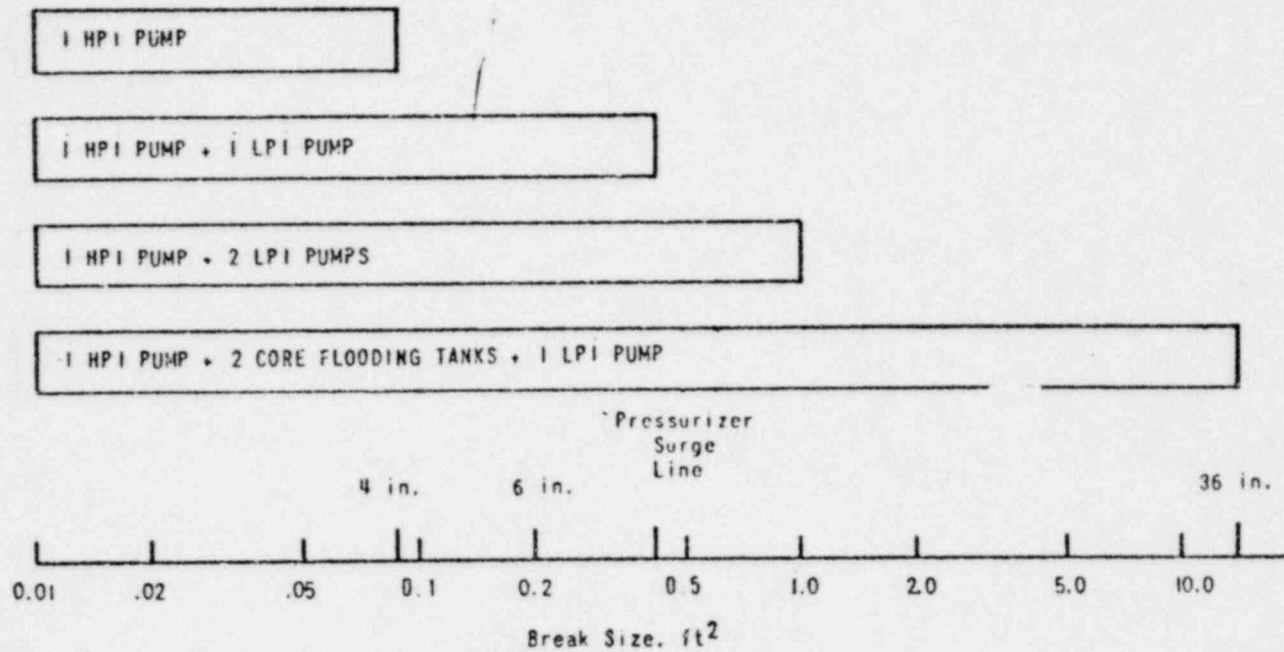 1 HPI PUMP
1 HPI PUMP + 1 LPI PUMP
1 HPI PUMP + 2 LPI PUMPS
1 HPI PUMP + 2 CORE FLOODING TANKS + 1 LPI PUMP
Pressurizer
Surge
Line
4 in. 6 in. 36 in.
0.01 .02 .05 0.1 0.2 0.5 1.0 2.0 5.0 10.0
Break Size, ft²